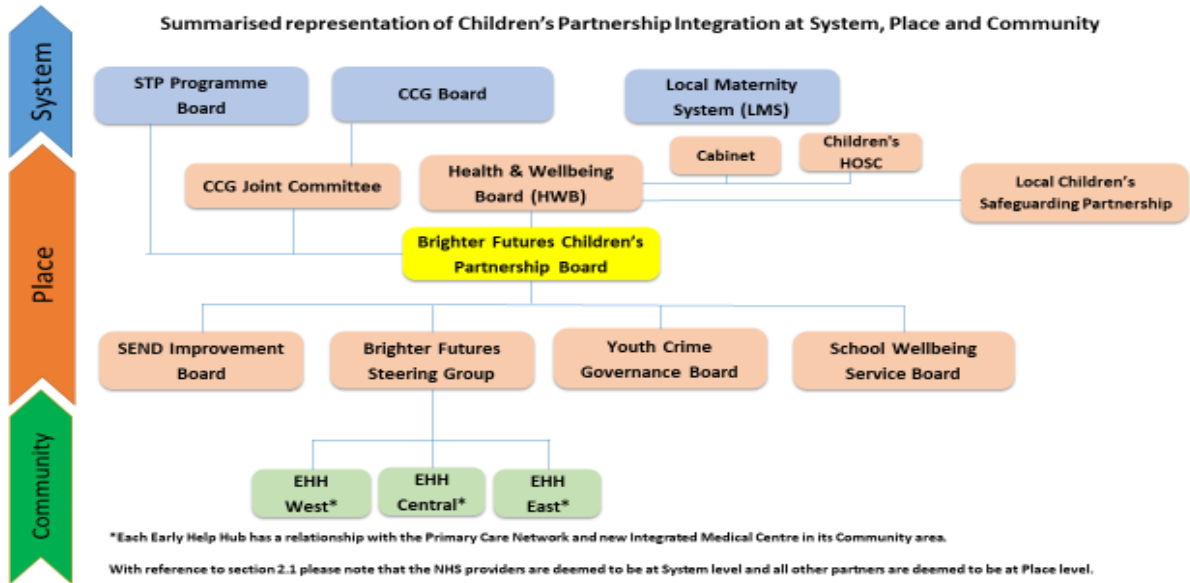 Summarised representation of Children's Partnership Integration at System, Place and Community
System
STP Programme
Board
CCG Board
Local Maternity
System (LMS)
Place
CCG Joint Committee
Health & Wellbeing
Board (HWB)
Cabinet
Children's
HOSC
Local Children's
Safeguarding Partnership
Brighter Futures Children's
Partnership Board
SEND Improvement
Board
Brighter Futures
Steering Group
Youth Crime
Governance Board
School Wellbeing
Service Board
Community
EHH
West*
EHH
Central*
EHH
East*
*Each Early Help Hub has a relationship with the Primary Care Network and new Integrated Medical Centre in its Community area.
With reference to section 2.1 please note that the NHS providers are deemed to be at System level and all other partners are deemed to be at Place level.